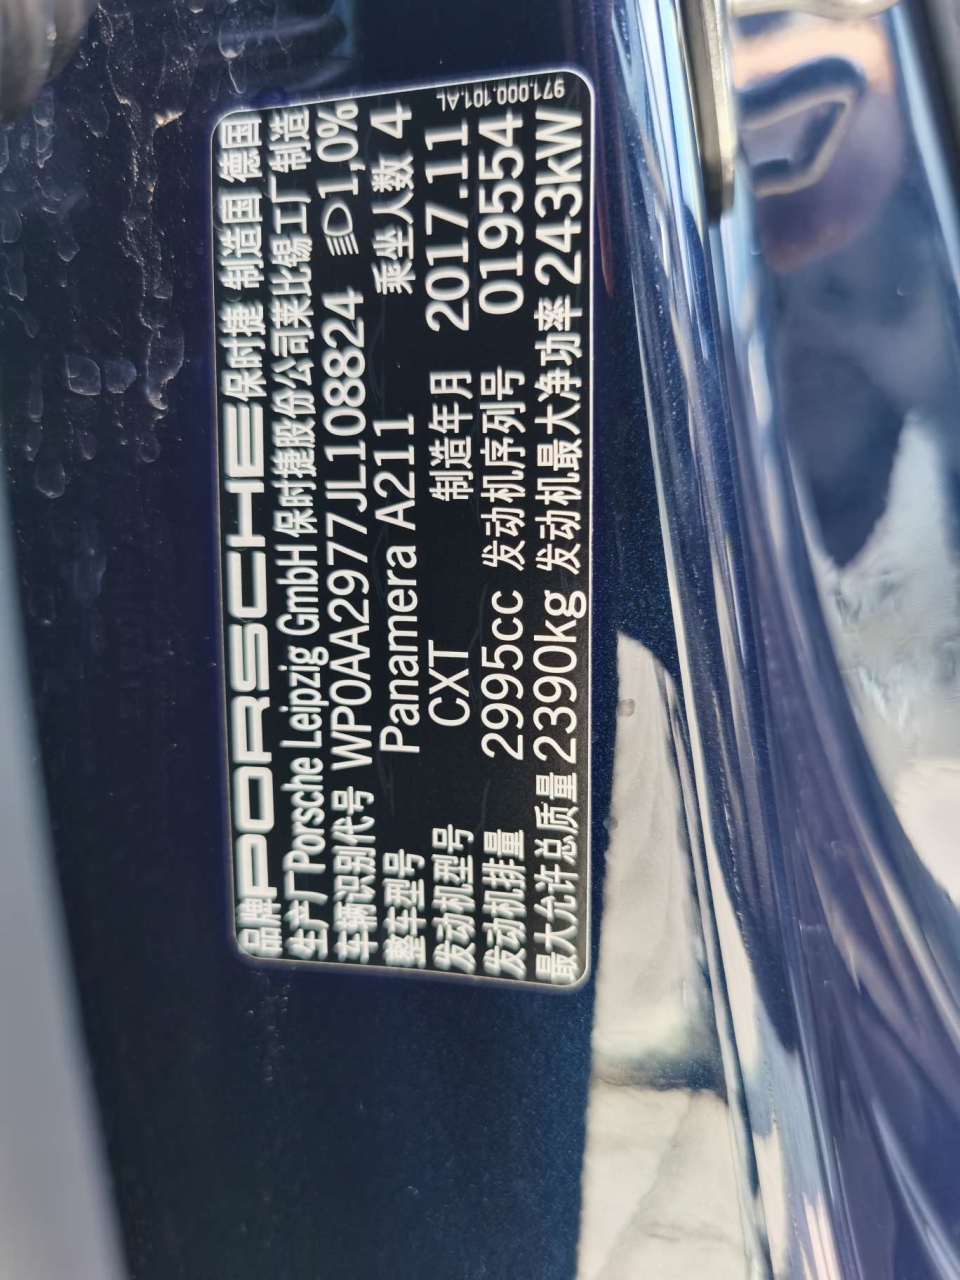 品牌 PORSCHE 保时捷 制造国 德国
生产厂 Porsche Leipzig GmbH 保时捷股份公司莱比锡工厂制造
车辆识别代号 WP0AA2977JL108824 1,0%
整车型号 Panamera A211 乘坐人数 4
发动机型号 CXT 制造年月 2017.11
发动机排量 2995cc 发动机序列号 019554
最大允许总质量 2390kg 发动机最大净功率 243kW
971.000.101.AL